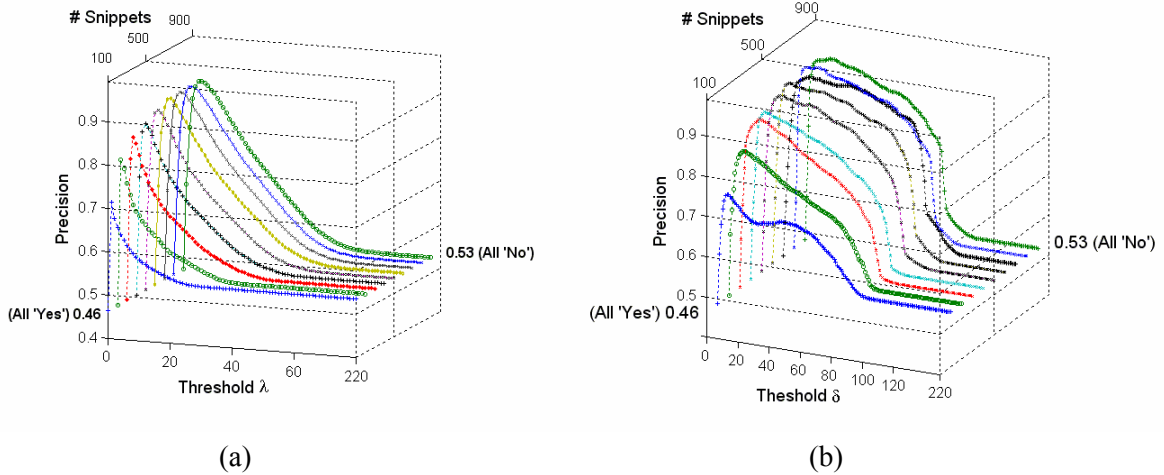 # Snippets
900
500
100
0.9
0.8
0.7
0.6
0.5
0.4
Precision
(All 'Yes') 0.46
0.53 (All 'No')
0
20
40
60
220
Threshold λ
(a)
# Snippets
900
500
100
0.9
0.8
0.7
0.6
0.5
Precision
(All 'Yes') 0.46
0.53 (All 'No')
0
20
40
60
80
100
120
220
Theshold δ
(b)